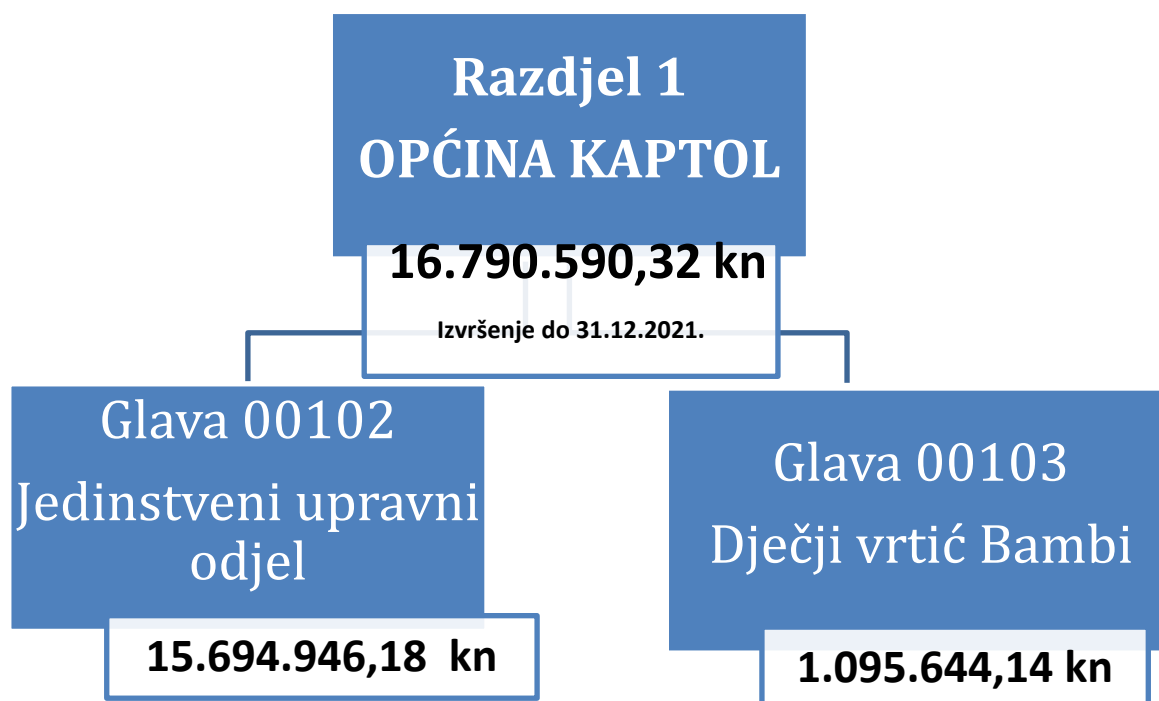 Razdjel 1
OPĆINA KAPTOL
16.790.590,32 kn
Izvršenje do 31.12.2021.
Glava 00102
Jedinstveni upravni
odjel
15.694.946,18 kn
Glava 00103
Dječji vrtić Bambi
1.095.644,14 kn